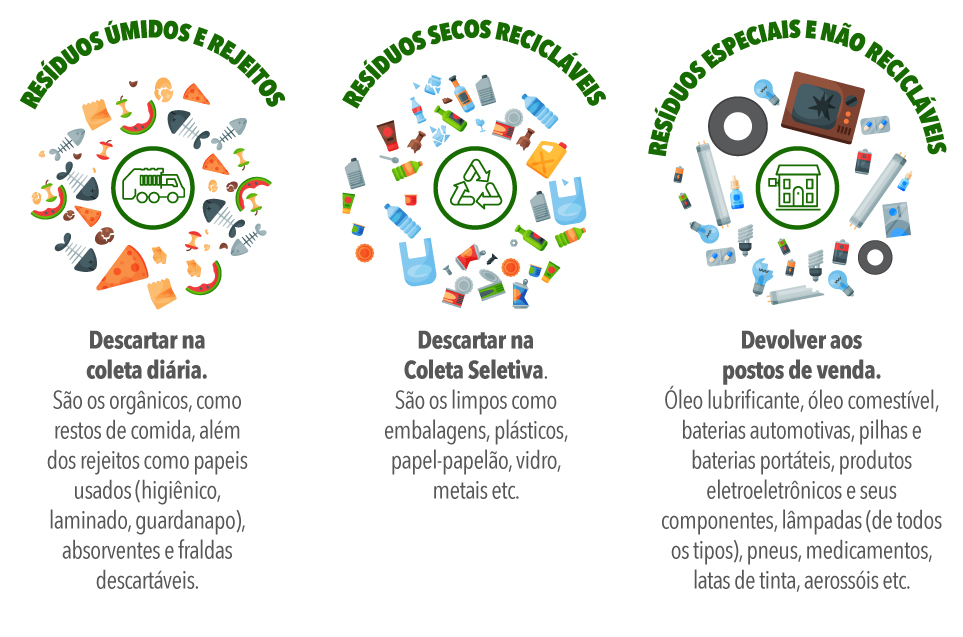 RESÍDUOS ÚMIDOS E REJEITOS
Descartar na
coleta diária.
São os orgânicos, como
restos de comida, além
dos rejeitos como papeis
usados (higiênico,
laminado, guardanapo),
absorventes e fraldas
descartáveis.
RESÍDUOS SECOS RECICLÁVEIS
Descartar na
Coleta Seletiva.
São os limpos como
embalagens, plásticos,
papel-papelão, vidro,
metais etc.
RESÍDUOS ESPECIAIS E NÃO RECICLÁVEIS
Devolver aos
postos de venda.
Óleo lubrificante, óleo comestível,
baterias automotivas, pilhas e
baterias portáteis, produtos
eletroeletrônicos e seus
componentes, lâmpadas (de todos
os tipos), pneus, medicamentos,
latas de tinta, aerossóis etc.